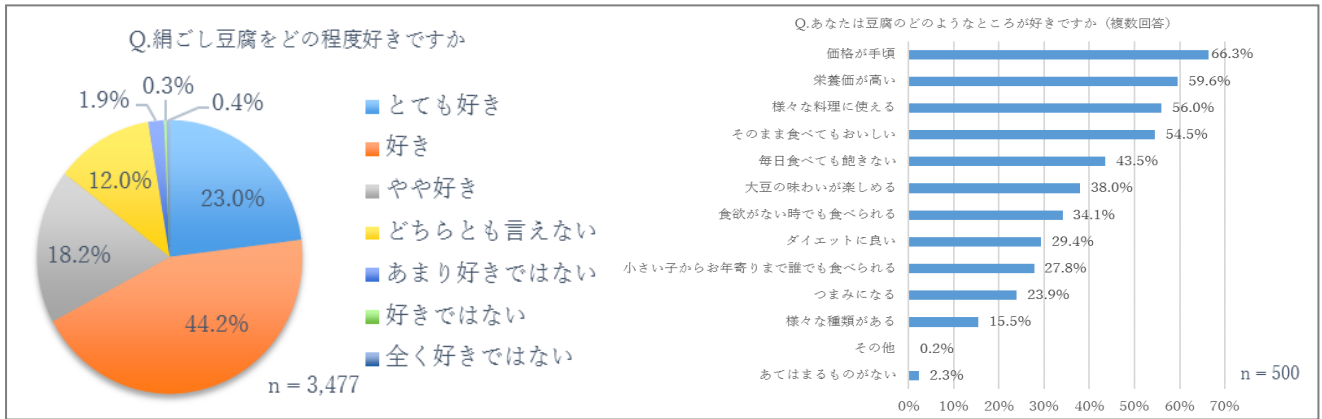 Q.絹ごし豆腐をどの程度好きですか
0.3%
1.9%
0.4%
12.0%
23.0%
18.2%
44.2%
とても好き
好き
やや好き
どちらとも言えない
あまり好きではない
好きではない
全く好きではない
n = 3,477
Q.あなたは豆腐のどのようなところが好きですか（複数回答）
価格が手頃 66.3%
栄養価が高い 59.6%
様々な料理に使える 56.0%
そのまま食べてもおいしい 54.5%
毎日食べても飽きない 43.5%
大豆の味わいが楽しめる 38.0%
食欲がない時でも食べられる 34.1%
ダイエットに良い 29.4%
小さい子からお年寄りまで誰でも食べられる 27.8%
つまみになる 23.9%
様々な種類がある 15.5%
その他 0.2%
あてはまるものがない 2.3%
n = 500
0% 10% 20% 30% 40% 50% 60% 70%